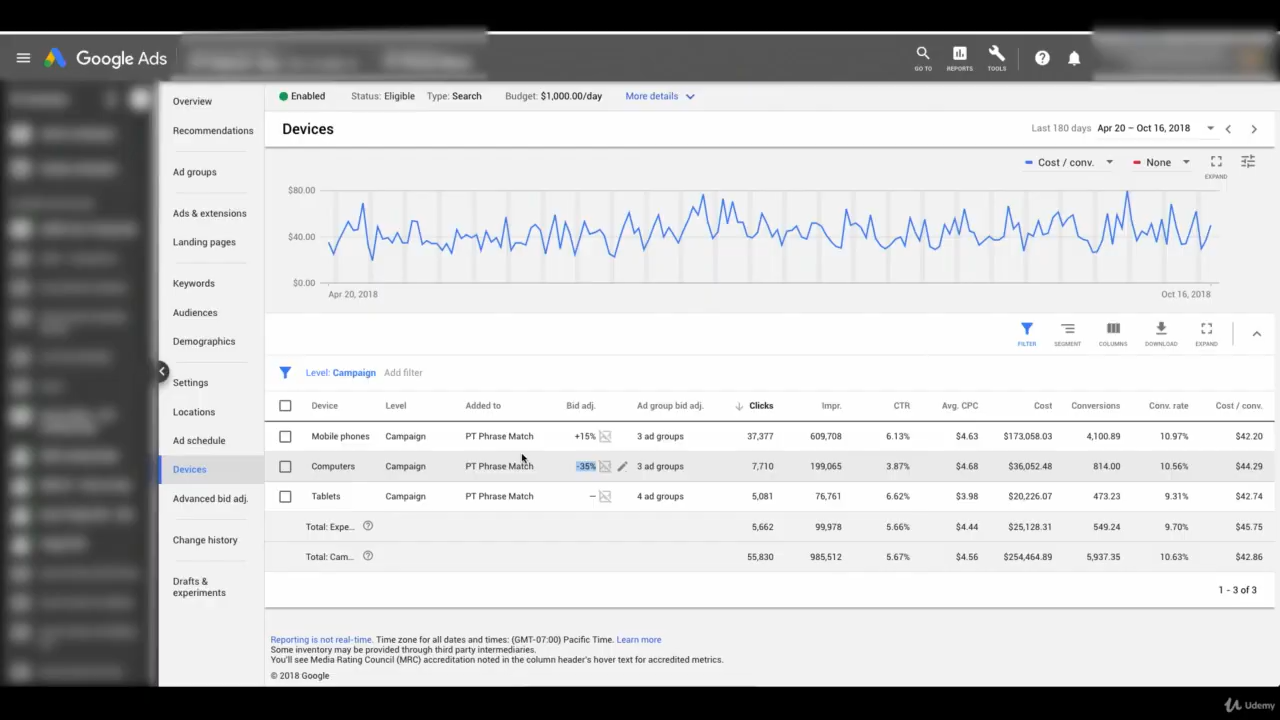 Google Ads
GO TO
REPORTS
TOOLS
Overview
Recommendations
Ad groups
Ads & extensions
Landing pages
Keywords
Audiences
Demographics
Settings
Locations
Ad schedule
Devices
Advanced bid adj.
Change history
Drafts &
experiments
Enabled Status: Eligible Type: Search Budget: $1,000.00/day More details
Devices Last 180 days Apr 20 – Oct 16, 2018
Cost / conv. None
EXPAND
$80.00
$40.00
$0.00
Apr 20, 2018 Oct 16, 2018
FILTER SEGMENT COLUMNS DOWNLOAD EXPAND
Level: Campaign Add filter
Device Level Added to Bid adj. Ad group bid adj. Clicks Impr. CTR Avg. CPC Cost Conversions Conv. rate Cost / conv.
Mobile phones Campaign PT Phrase Match +15% 3 ad groups 37,377 609,708 6.13% $4.63 $173,058.03 4,100.89 10.97% $42.20
Computers Campaign PT Phrase Match -35% 3 ad groups 7,710 199,065 3.87% $4.68 $36,052.48 814.00 10.56% $44.29
Tablets Campaign PT Phrase Match – 4 ad groups 5,081 76,761 6.62% $3.98 $20,226.07 473.23 9.31% $42.74
Total: Expe... 5,662 99,978 5.66% $4.44 $25,128.31 549.24 9.70% $45.75
Total: Cam... 55,830 985,512 5.67% $4.56 $254,464.89 5,937.35 10.63% $42.86
1 - 3 of 3
Reporting is not real-time. Time zone for all dates and times: (GMT-07:00) Pacific Time. Learn more
Some inventory may be provided through third party intermediaries.
You'll see Media Rating Council (MRC) accreditation noted in the column header's hover text for accredited metrics.
© 2018 Google
Udemy